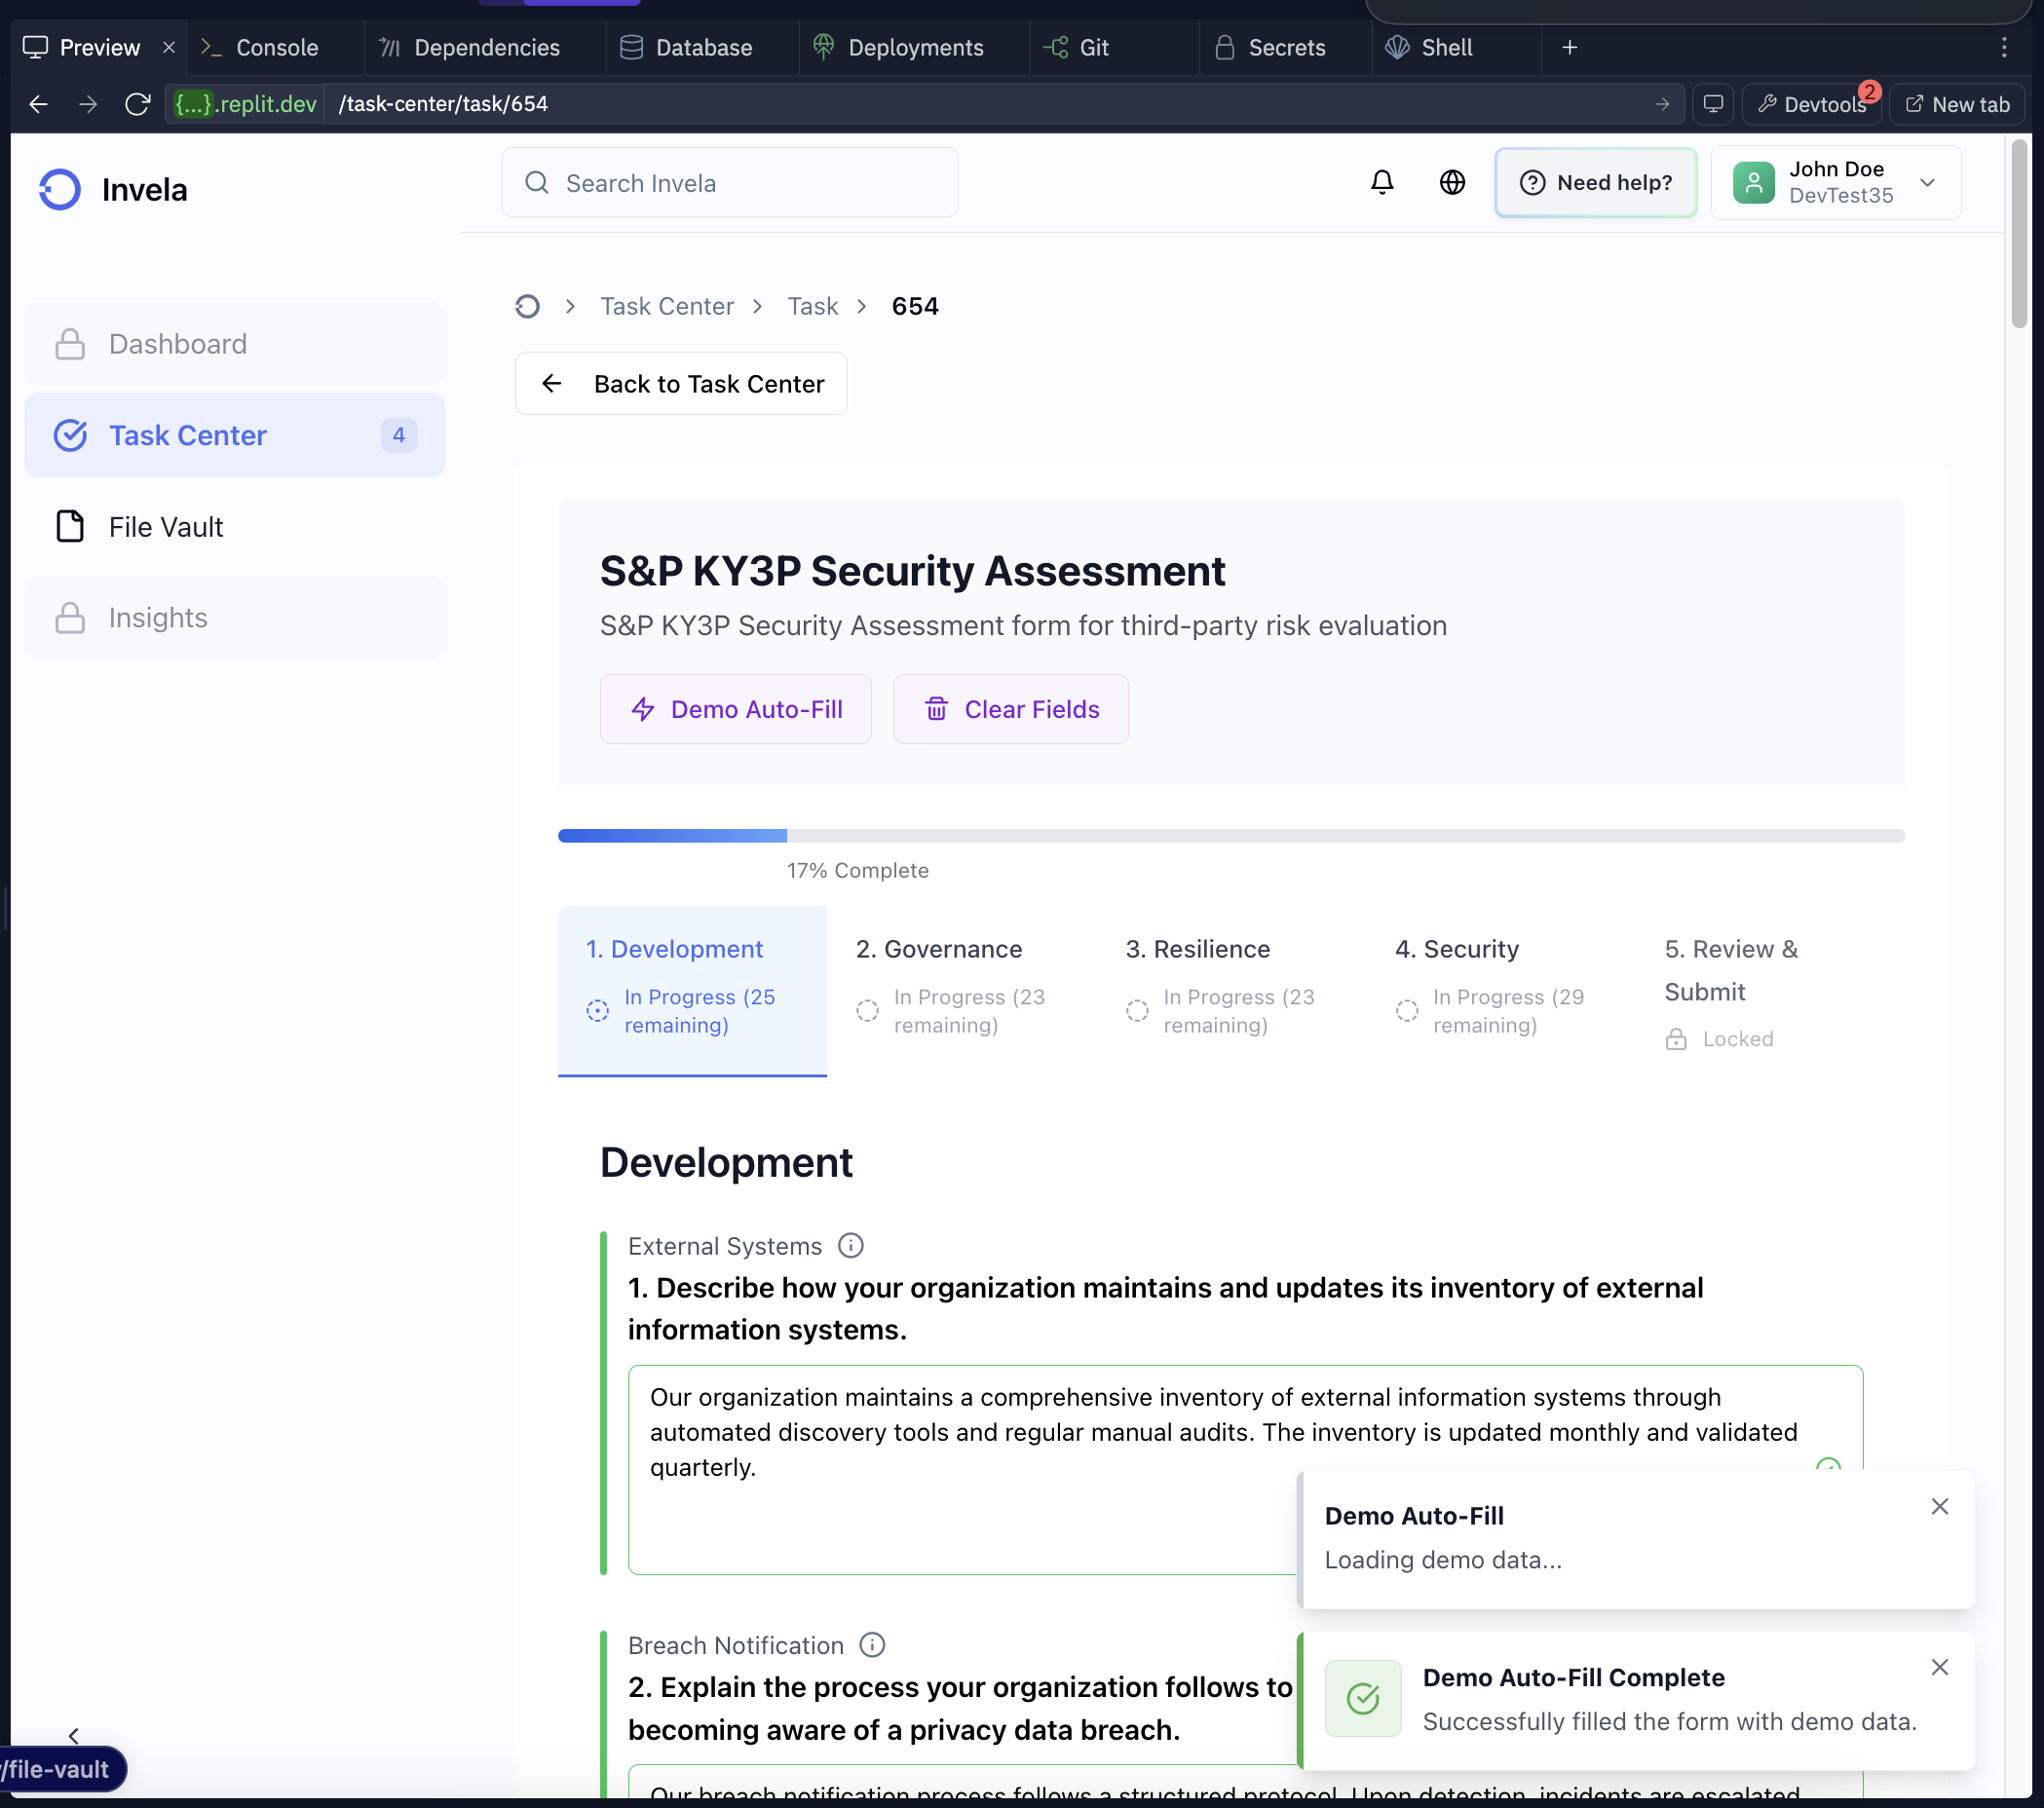 Preview
Console
Dependencies
Database
Deployments
Git
Secrets
Shell
{...}.replit.dev
/task-center/task/654
Devtools
2
New tab
Invela
Search Invela
Need help?
John Doe
DevTest35
Dashboard
Task Center
4
File Vault
Insights
Task Center
Task
654
Back to Task Center
S&P KY3P Security Assessment
S&P KY3P Security Assessment form for third-party risk evaluation
Demo Auto-Fill
Clear Fields
17% Complete
1. Development
In Progress (25
remaining)
2. Governance
In Progress (23
remaining)
3. Resilience
In Progress (23
remaining)
4. Security
In Progress (29
remaining)
5. Review &
Submit
Locked
Development
External Systems
1. Describe how your organization maintains and updates its inventory of external
information systems.
Our organization maintains a comprehensive inventory of external information systems through
automated discovery tools and regular manual audits. The inventory is updated monthly and validated
quarterly.
Demo Auto-Fill
Loading demo data...
Breach Notification
2. Explain the process your organization follows to
becoming aware of a privacy data breach.
Demo Auto-Fill Complete
Successfully filled the form with demo data.
Our breach notification process follows a structured protocol. Upon detection, incidents are escalated
/file-vault